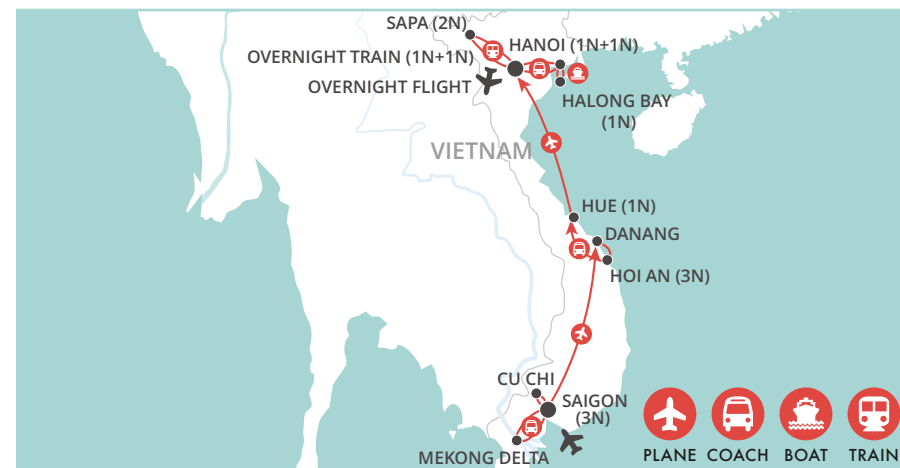 SAPA (2N)
HANOI (1N+1N)
OVERNIGHT TRAIN (1N+1N)
OVERNIGHT FLIGHT
HALONG BAY
(1N)
VIETNAM
HUE (1N)
DANANG
HOI AN (3N)
CU CHI
SAIGON
(3N)
MEKONG DELTA
PLANE COACH BOAT TRAIN